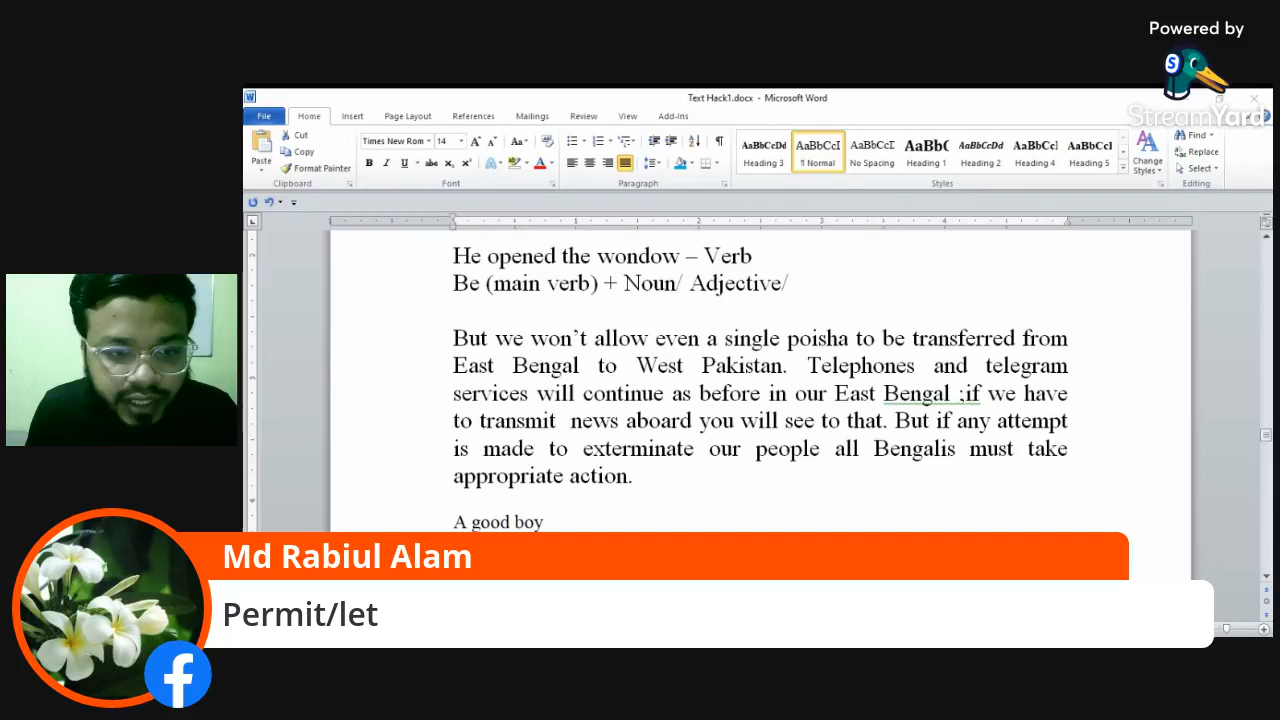 Powered by
StreamYard
Text Hack1.docx - Microsoft Word
File Home Insert Page Layout References Mailings Review View Add-Ins
Paste
Cut
Copy
Format Painter
Clipboard
Times New Rom 14
Font
Paragraph
AaBbCcDd AaBbCcI AaBbCcI AaBb( AaBbCcDd AaBbCcI AaBbCcl
Heading 3 ¶ Normal No Spacing Heading 1 Heading 2 Heading 4 Heading 5
Change
Styles
Styles
Find
Replace
Select
Editing
He opened the wondow – Verb
Be (main verb) + Noun/ Adjective/
But we won’t allow even a single poisha to be transferred from
East Bengal to West Pakistan. Telephones and telegram
services will continue as before in our East Bengal ;if we have
to transmit news aboard you will see to that. But if any attempt
is made to exterminate our people all Bengalis must take
appropriate action.
A good boy
Md Rabiul Alam
Permit/let